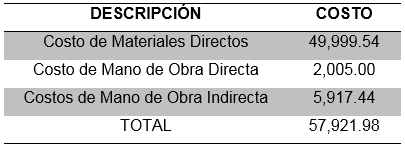 DESCRIPCIÓN COSTO
Costo de Materiales Directos 49,999.54
Costo de Mano de Obra Directa 2,005.00
Costos de Mano de Obra Indirecta 5,917.44
TOTAL 57,921.98